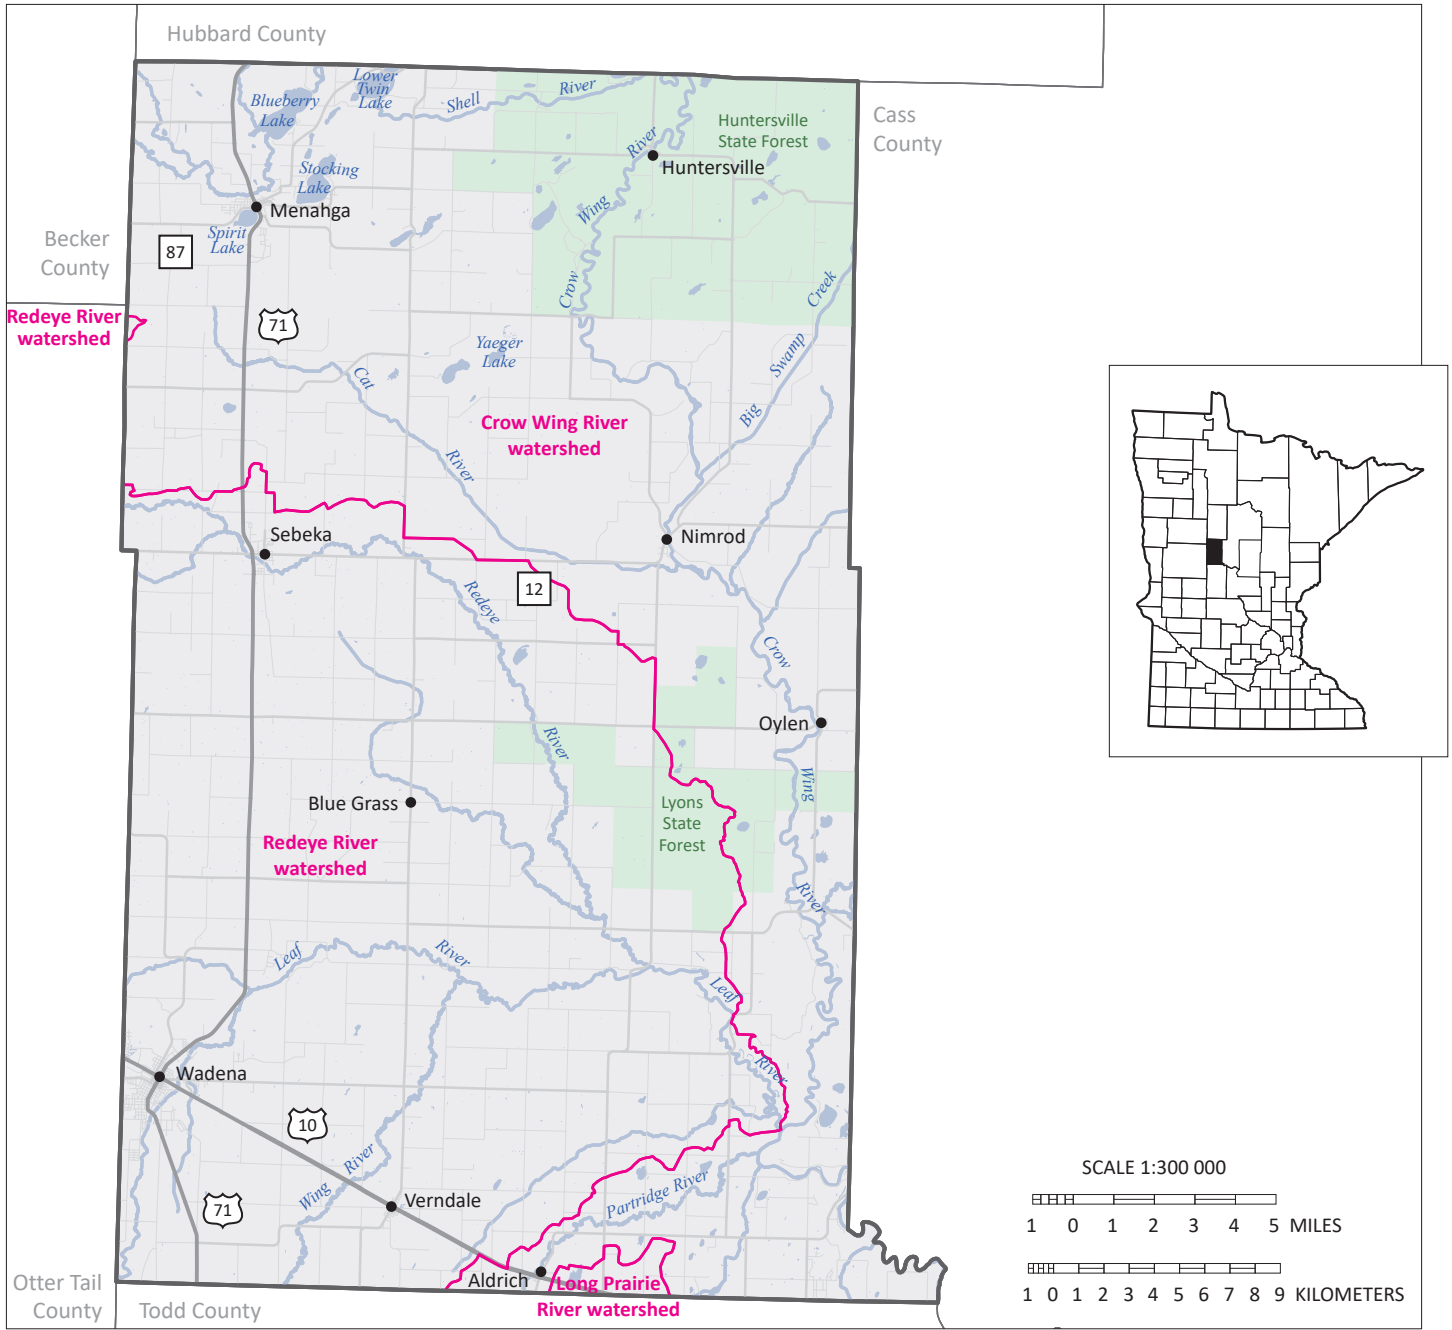 Hubbard County
Lower
Twin
Lake
Blueberry
Lake
Shell
River
Huntersville
State Forest
Cass
County
River
Huntersville
Stocking
Lake
Menahga
Wing
Spirit
Lake
Becker
County
87
Crow
Creek
Redeye River
watershed
71
Yaeger
Lake
Swamp
Cat
Big
Crow Wing River
watershed
River
Sebeka
Nimrod
12
Redeye
Crow
Oylen
River
Wing
Blue Grass
Lyons
State
Forest
Redeye River
watershed
River
Leaf
River
Leaf
River
Wadena
10
River
Wing
71
Verndale
Partridge River
Aldrich
Long Prairie
River watershed
Otter Tail
County
Todd County
SCALE 1:300 000
1 0 1 2 3 4 5 MILES
1 0 1 2 3 4 5 6 7 8 9 KILOMETERS